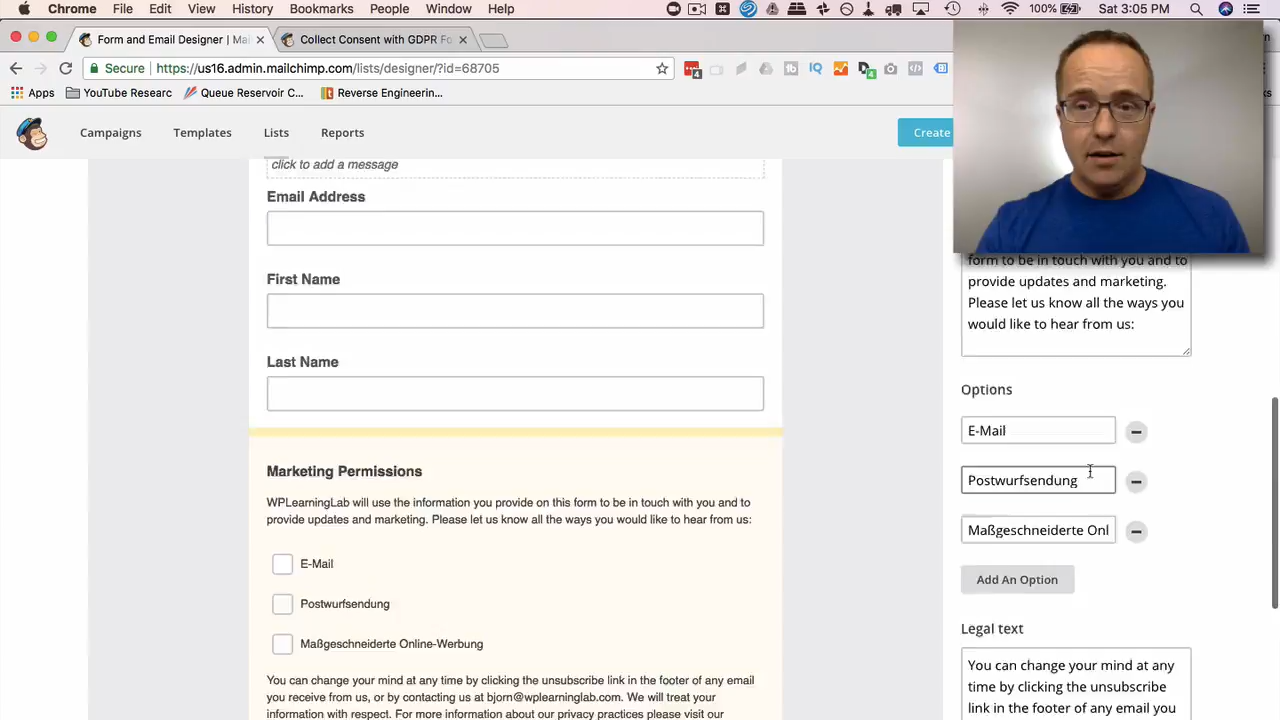 Chrome File Edit View History Bookmarks People Window Help 100% Sat 3:05 PM
Form and Email Designer | Mai
Collect Consent with GDPR Fo
Secure https://us16.admin.mailchimp.com/lists/designer/?id=68705
Apps YouTube Researc Queue Reservoir C... Reverse Engineerin...
Campaigns Templates Lists Reports Create
click to add a message
Email Address
First Name
Last Name
Marketing Permissions
WPLearningLab will use the information you provide on this form to be in touch with you and to
provide updates and marketing. Please let us know all the ways you would like to hear from us:
E-Mail
Postwurfsendung
Maßgeschneiderte Online-Werbung
You can change your mind at any time by clicking the unsubscribe link in the footer of any email
you receive from us, or by contacting us at bjorn@wplearninglab.com. We will treat your
information with respect. For more information about our privacy practices please visit our
form to be in touch with you and to
provide updates and marketing.
Please let us know all the ways you
would like to hear from us:
Options
E-Mail
Postwurfsendung
Maßgeschneiderte Onl
Add An Option
Legal text
You can change your mind at any
time by clicking the unsubscribe
link in the footer of any email you